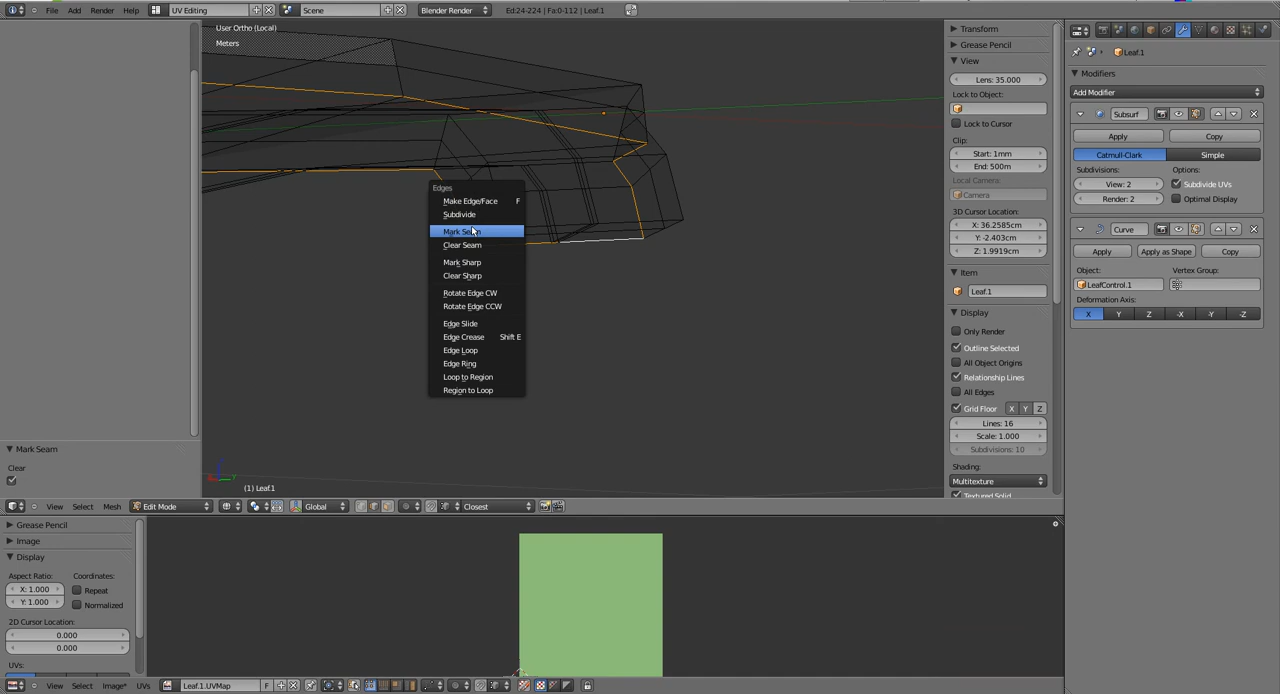 File Add Render Help UV Editing Scene Blender Render Ed:24-224 | Fa:0-112 | Leaf.1
User Ortho (Local)
Meters
Edges
Make Edge/Face F
Subdivide
Mark Seam
Clear Seam
Mark Sharp
Clear Sharp
Rotate Edge CW
Rotate Edge CCW
Edge Slide
Edge Crease Shift E
Edge Loop
Edge Ring
Loop to Region
Region to Loop
Mark Seam
Clear
(1) Leaf.1
View Select Mesh Edit Mode Global Closest
Transform
Grease Pencil
View
Lens: 35.000
Lock to Object:
Lock to Cursor
Clip:
Start: 1mm
End: 500m
Local Camera:
Camera
3D Cursor Location:
X: 36.2585cm
Y: -2.403cm
Z: 1.9919cm
Item
Leaf.1
Display
Only Render
Outline Selected
All Object Origins
Relationship Lines
All Edges
Grid Floor X Y Z
Lines: 16
Scale: 1.000
Subdivisions: 10
Shading:
Multitexture
Textured Solid
Leaf.1
Modifiers
Add Modifier
Subsurf
Apply Copy
Catmull-Clark Simple
Subdivisions: Options:
View: 2 Subdivide UVs
Render: 2 Optimal Display
Curve
Apply Apply as Shape Copy
Object: Vertex Group:
LeafControl.1
Deformation Axis:
X Y Z -X -Y -Z
Grease Pencil
Image
Display
Aspect Ratio: Coordinates:
X: 1.000 Repeat
Y: 1.000 Normalized
2D Cursor Location:
0.000
0.000
UVs:
View Select Image* UVs Leaf.1.UVMap F